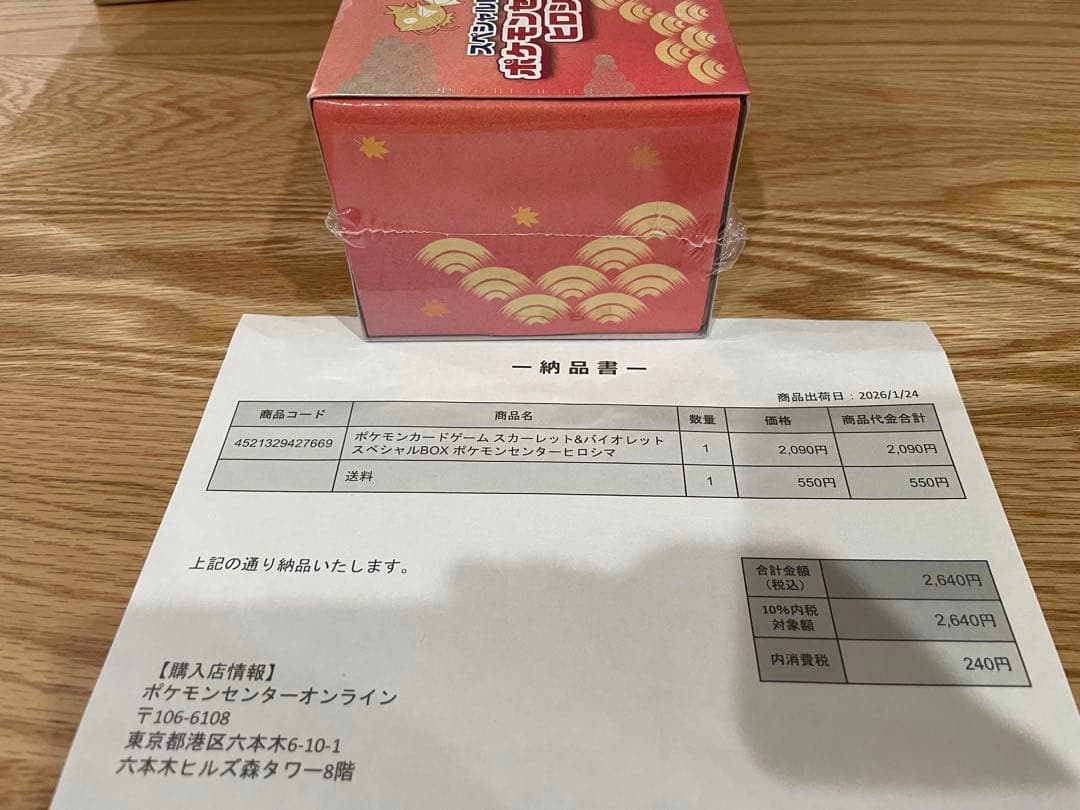 スペシャル
ポケモンセ
ヒロシ
ー納品書ー
商品出荷日：2026/1/24
商品コード 商品名 数量 価格 商品代金合計
4521329427669 ポケモンカードゲーム スカーレット&バイオレット 1 2,090円 2,090円
スペシャルBOX ポケモンセンターヒロシマ
送料 1 550円 550円
上記の通り納品いたします。
合計金額 2,640円
（税込）
10%内税 2,640円
対象額
内消費税 240円
【購入店情報】
ポケモンセンターオンライン
〒106-6108
東京都港区六本木6-10-1
六本木ヒルズ森タワー8階